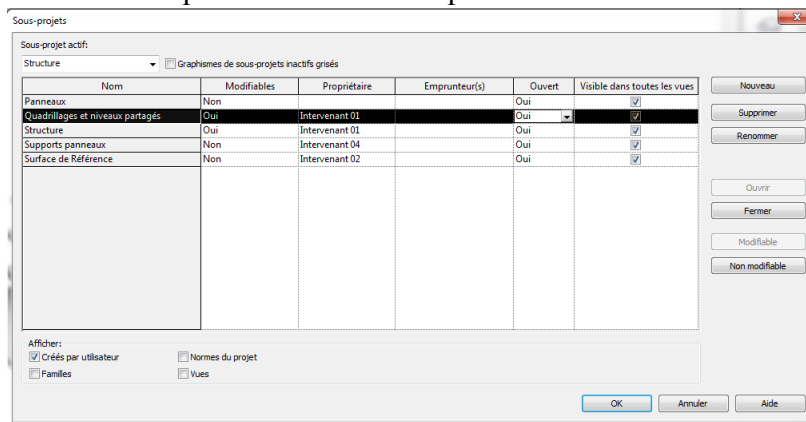 Sous-projets
Sous-projet actif:
Structure Graphismes de sous-projets inactifs grisés
Nom Modifiables Propriétaire Emprunteur(s) Ouvert Visible dans toutes les vues
Panneaux Non Oui
Quadrillages et niveaux partagés Oui Intervenant 01 Oui
Structure Oui Intervenant 01 Oui
Supports panneaux Non Intervenant 04 Oui
Surface de Référence Non Intervenant 02 Oui
Nouveau
Supprimer
Renommer
Ouvrir
Fermer
Modifiable
Non modifiable
Afficher:
Créés par utilisateur Normes du projet
Familles Vues
OK Annuler Aide